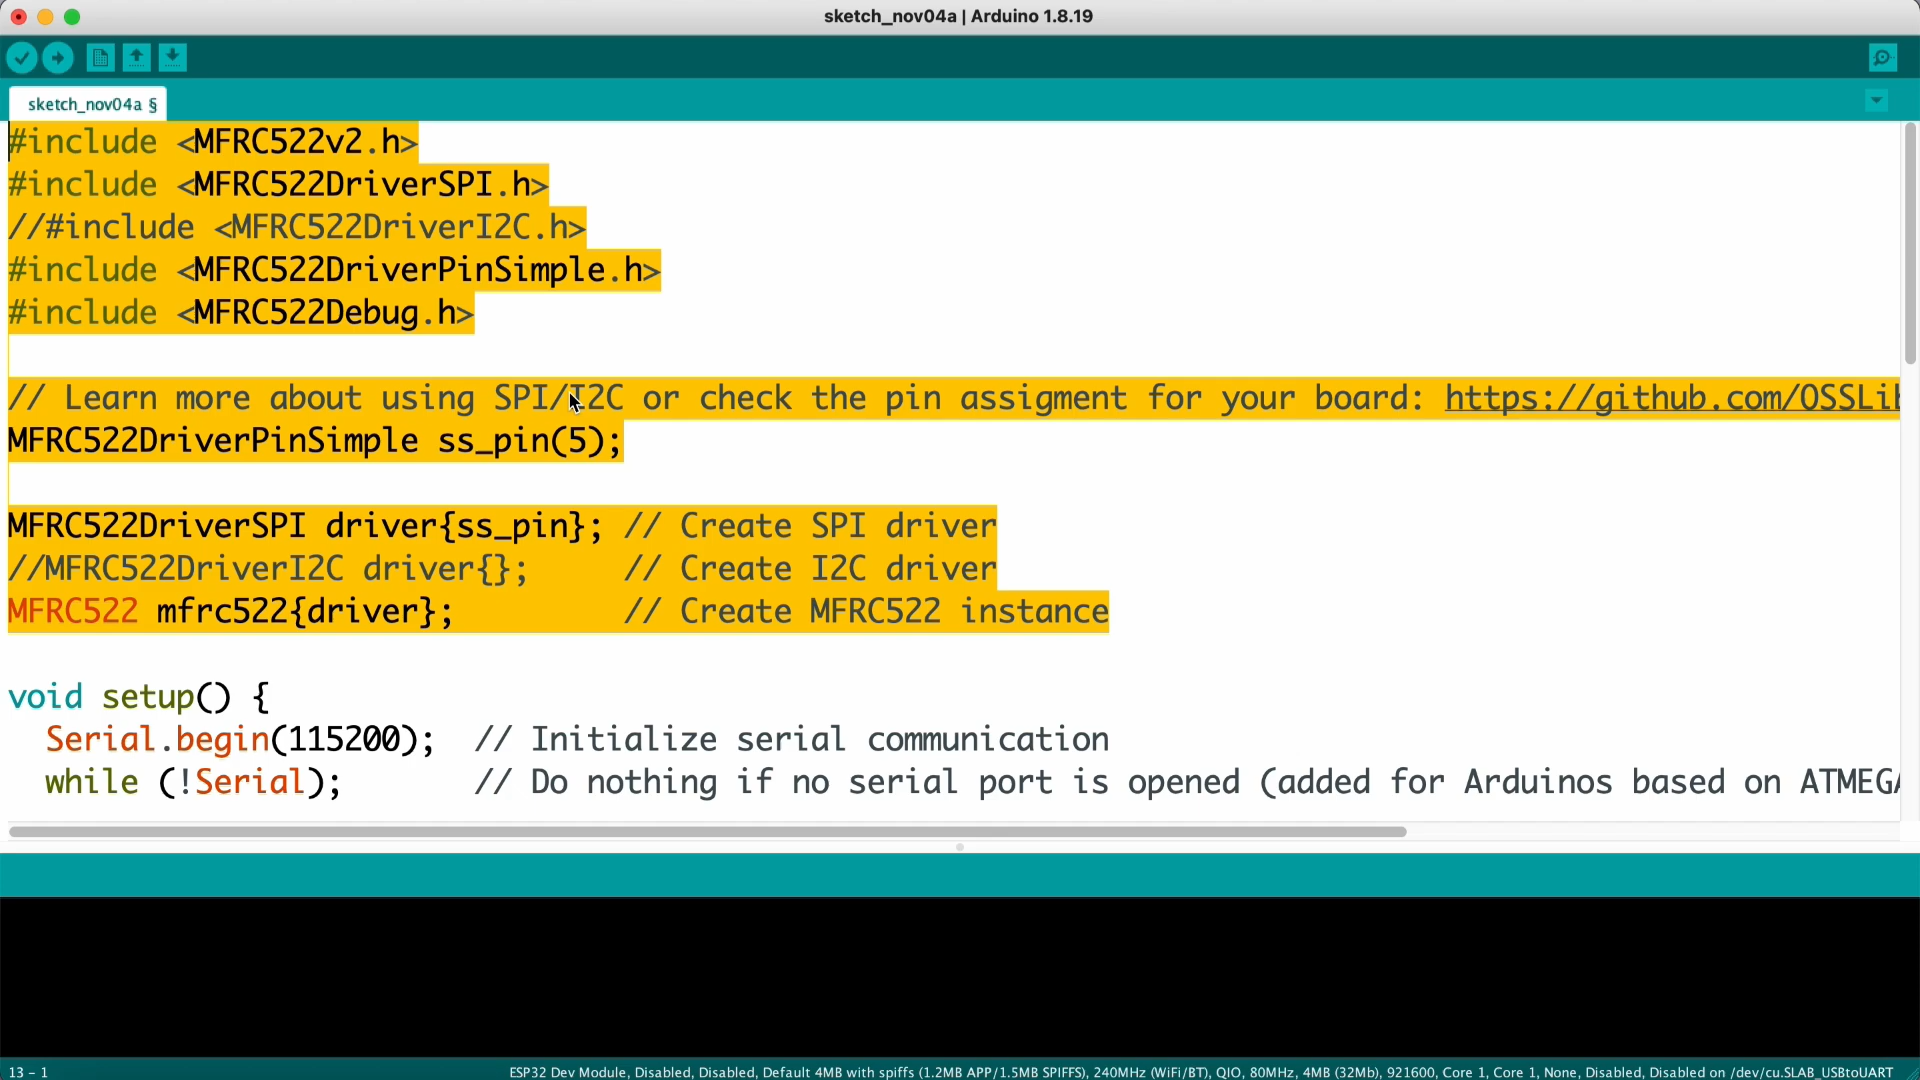 sketch_nov04a | Arduino 1.8.19
sketch_nov04a §
#include <MFRC522v2.h>
#include <MFRC522DriverSPI.h>
//#include <MFRC522DriverI2C.h>
#include <MFRC522DriverPinSimple.h>
#include <MFRC522Debug.h>
// Learn more about using SPI/I2C or check the pin assigment for your board: https://github.com/OSSLib
MFRC522DriverPinSimple ss_pin(5);
MFRC522DriverSPI driver{ss_pin}; // Create SPI driver
//MFRC522DriverI2C driver{};     // Create I2C driver
MFRC522 mfrc522{driver};         // Create MFRC522 instance
void setup() {
  Serial.begin(115200);  // Initialize serial communication
  while (!Serial);       // Do nothing if no serial port is opened (added for Arduinos based on ATMEGA
13 - 1
ESP32 Dev Module, Disabled, Disabled, Default 4MB with spiffs (1.2MB APP/1.5MB SPIFFS), 240MHz (WiFi/BT), QIO, 80MHz, 4MB (32Mb), 921600, Core 1, Core 1, None, Disabled, Disabled on /dev/cu.SLAB_USBtoUART